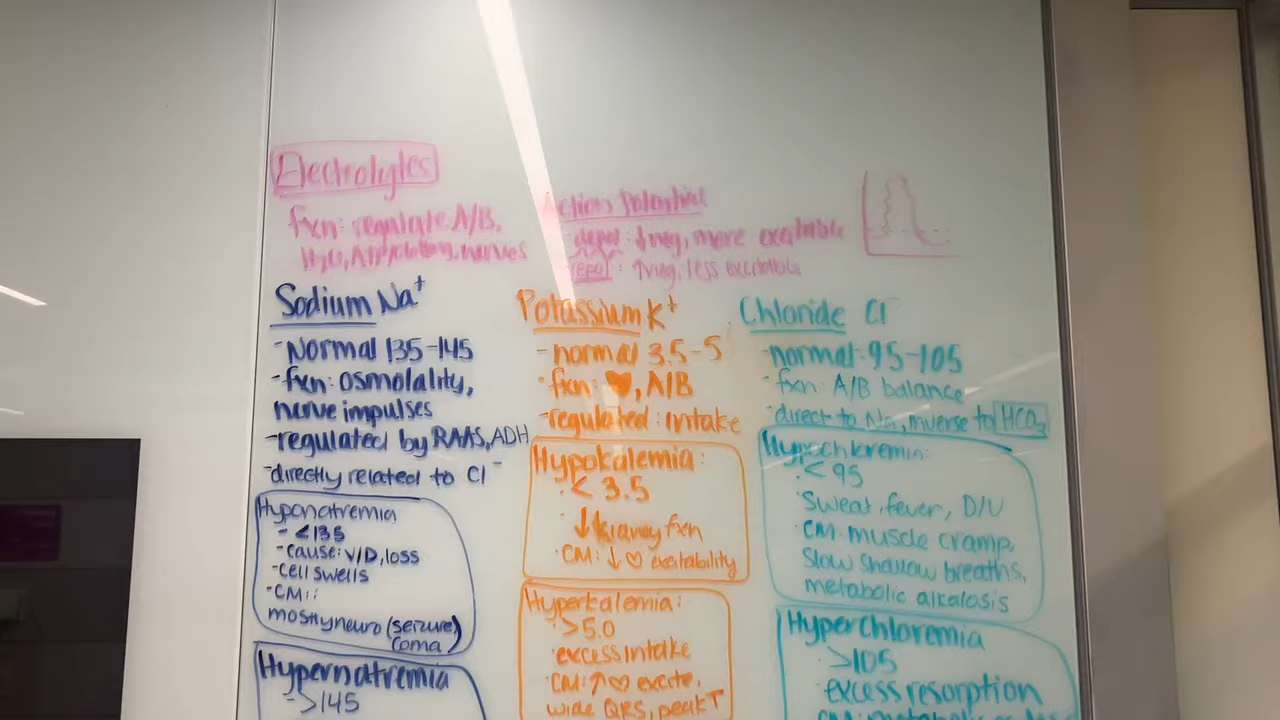 Electrolytes
fxn: regulate A/B,
H₂O, ATP, clotting, nerves
Action Potential
depol: ↓neg, more excitable
repol: ↑neg, less excitable
Sodium Na⁺
-Normal 135-145
-fxn: osmolality,
nerve impulses
-regulated by RAAS, ADH
-directly related to Cl⁻
Hyponatremia
- <135
-cause: V/D, loss
-cell swells
-CM::
mostly neuro (seizure)
coma)
Hypernatremia
- >145
Potassium K⁺
-normal 3.5-5
-fxn: ♥, A/B
-regulated: intake
Hypokalemia:
·< 3.5
↓kidney fxn
·CM: ↓ ♡ excitability
Hyperkalemia:
·>5.0
·excess intake
·CM: ↑ ♡ excite,
wide QRS, peak T
Chloride Cl⁻
-normal: 95-105
-fxn: A/B balance
-direct to Na, inverse to HCO₃
Hypochloremia:
·< 95
·Sweat, fever, D/V
·CM: muscle cramp,
Slow shallow breaths,
metabolic alkalosis
Hyperchloremia
·>105
·excess resorption